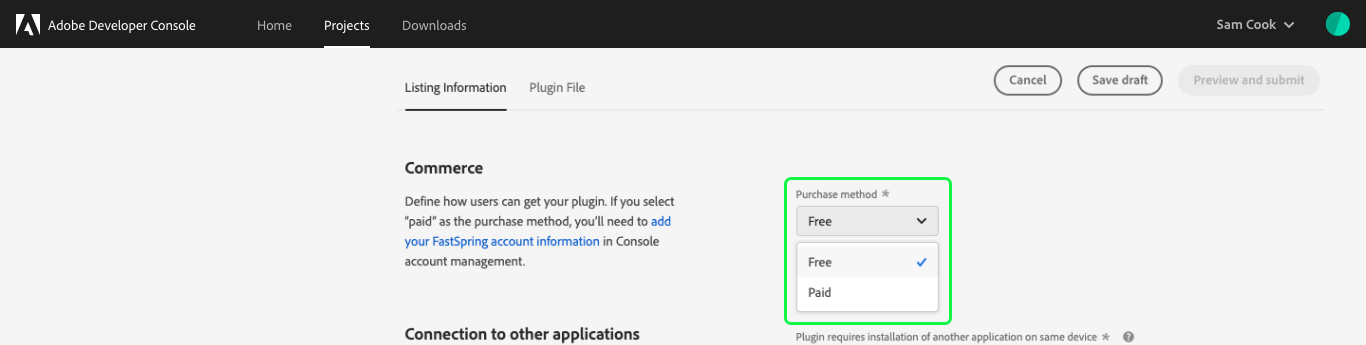 Adobe Developer Console Home Projects Downloads Sam Cook
Listing Information Plugin File Cancel Save draft Preview and submit
Commerce
Define how users can get your plugin. If you select
"paid" as the purchase method, you'll need to add
your FastSpring account information in Console
account management.
Purchase method *
Free
Free
Paid
Connection to other applications
Plugin requires installation of another application on same device * ?